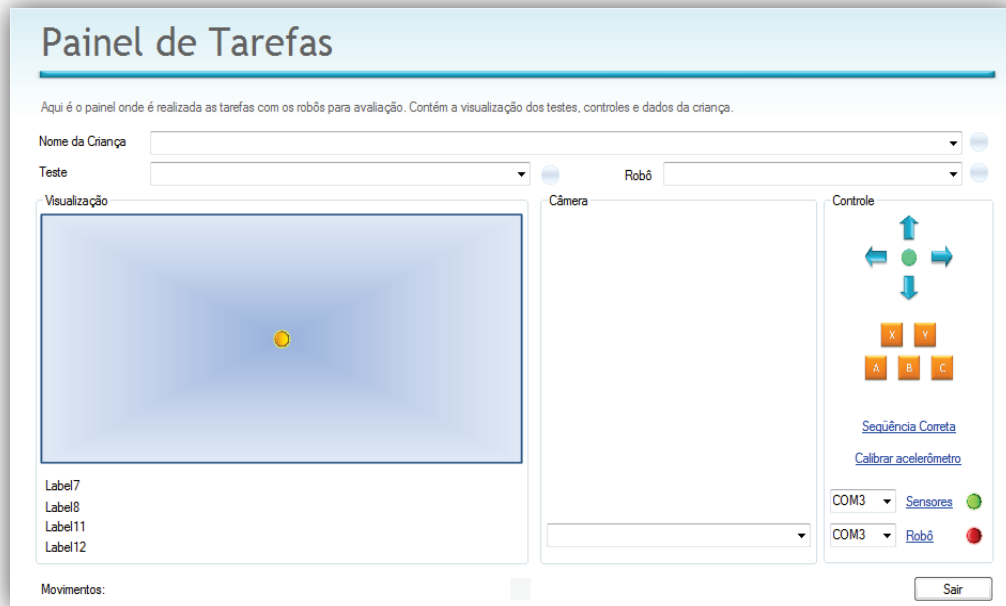 Painel de Tarefas
Aqui é o painel onde é realizada as tarefas com os robôs para avaliação. Contém a visualização dos testes, controles e dados da criança.
Nome da Criança
Teste
Robô
Visualização
Câmera
Controle
X Y
A B C
Seqüência Correta
Calibrar acelerômetro
Label7
Label8
Label11
Label12
COM3 Sensores
COM3 Robô
Movimentos:
Sair